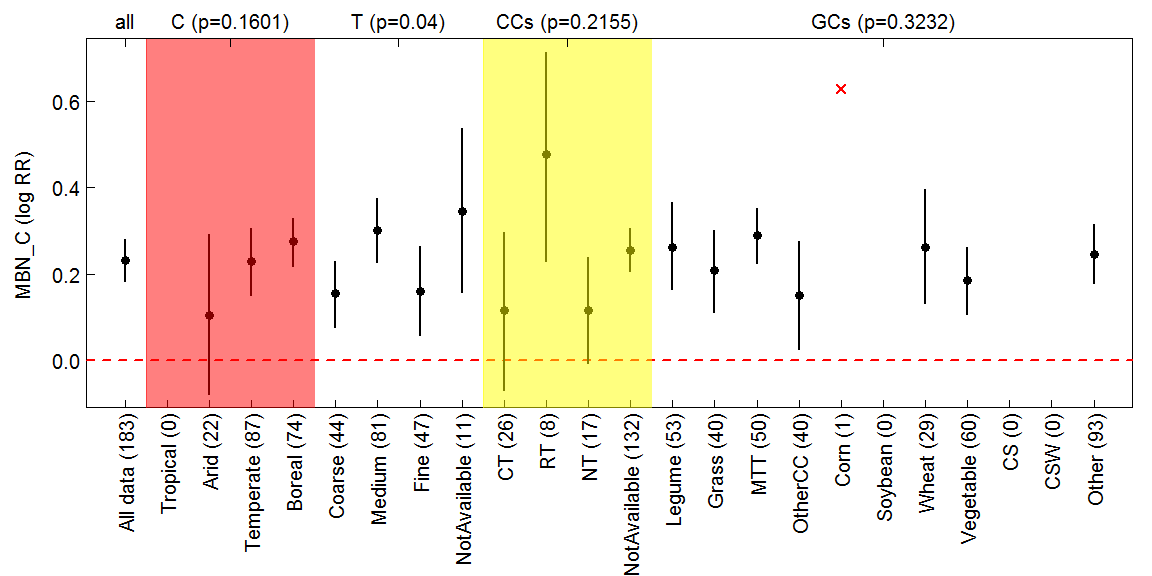 all
C (p=0.1601)
T (p=0.04)
CCs (p=0.2155)
GCs (p=0.3232)
MBN_C (log RR)
0.6
0.4
0.2
0.0
All data (183)
Tropical (0)
Arid (22)
Temperate (87)
Boreal (74)
Coarse (44)
Medium (81)
Fine (47)
NotAvailable (11)
CT (26)
RT (8)
NT (17)
NotAvailable (132)
Legume (53)
Grass (40)
MTT (50)
OtherCC (40)
Corn (1)
Soybean (0)
Wheat (29)
Vegetable (60)
CS (0)
CSW (0)
Other (93)